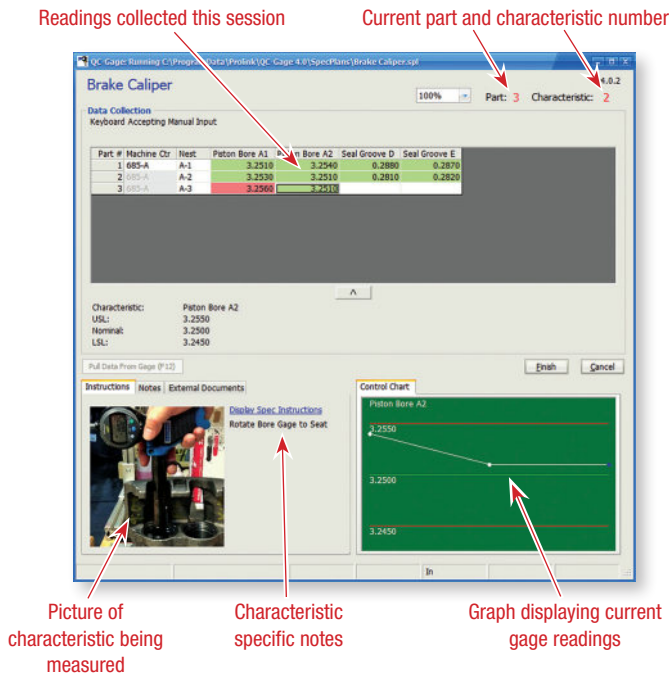 Readings collected this session
Current part and characteristic number
QC-Gage: Running C:\ProgramData\Prolink\QC-Gage 4.0\SpecPlans\Brake Caliper.spl
Brake Caliper
4.0.2
100%
Part: 3 Characteristic: 2
Data Collection
Keyboard Accepting Manual Input
Part # Machine Ctr Nest Piston Bore A1 Piston Bore A2 Seal Groove D Seal Groove E
1 685-A A-1 3.2510 3.2540 0.2880 0.2870
2 685-A A-2 3.2530 3.2510 0.2810 0.2820
3 685-A A-3 3.2560 3.2510
Characteristic: Piston Bore A2
USL: 3.2550
Nominal: 3.2500
LSL: 3.2450
Pull Data From Gage (F12)
Finish
Cancel
Instructions Notes External Documents
Control Chart
Display Spec Instructions
Rotate Bore Gage to Seat
Piston Bore A2
3.2550
3.2500
3.2450
In
Picture of
characteristic being
measured
Characteristic
specific notes
Graph displaying current
gage readings